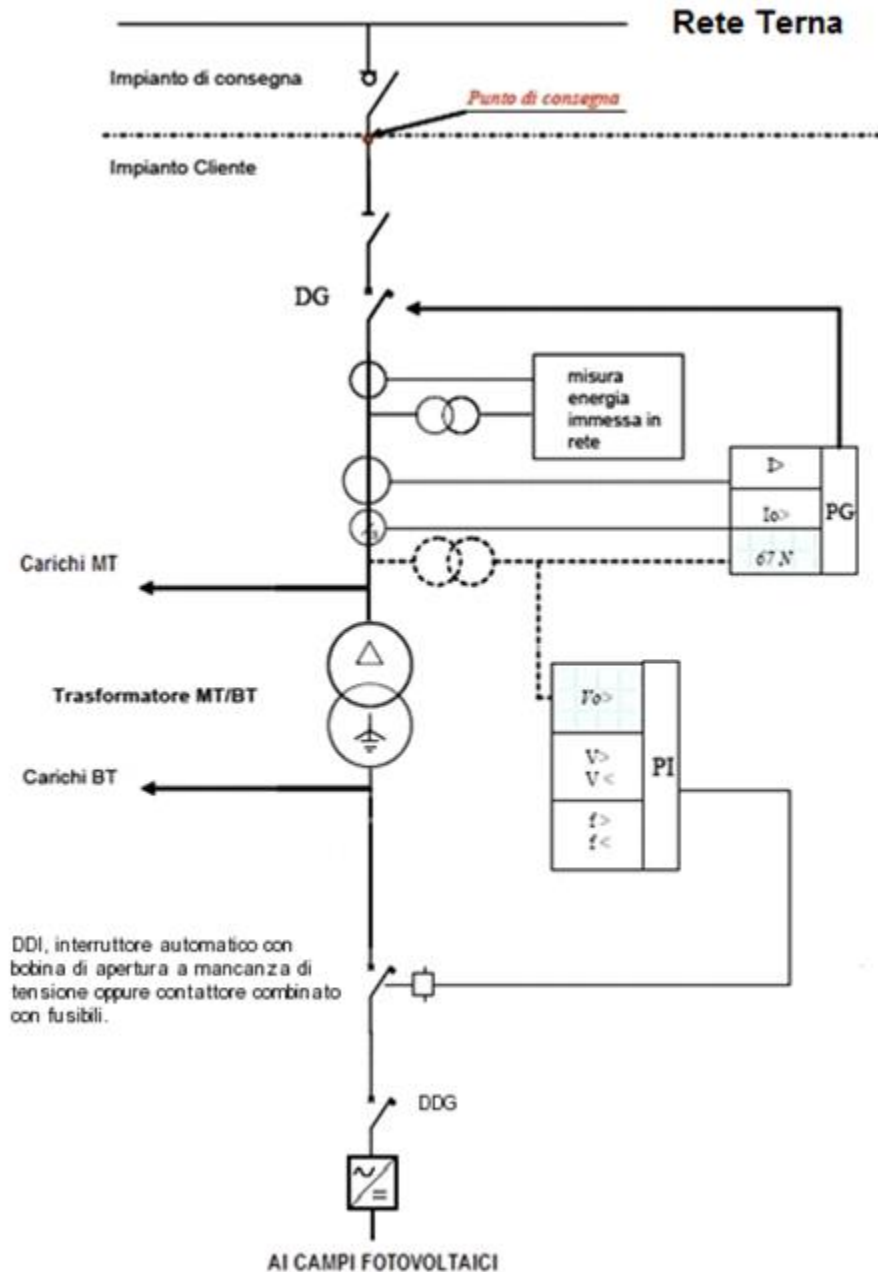 Rete Terna
Impianto di consegna
Punto di consegna
Impianto Cliente
DG
misura
energia
immessa in
rete
I>
Io>
67 N
PG
Carichi MT
Trasformatore MT/BT
Vo>
V>
V<
f>
f<
PI
Carichi BT
DDI, interruttore automatico con
bobina di apertura a mancanza di
tensione oppure contattore combinato
con fusibili.
DDG
AI CAMPI FOTOVOLTAICI